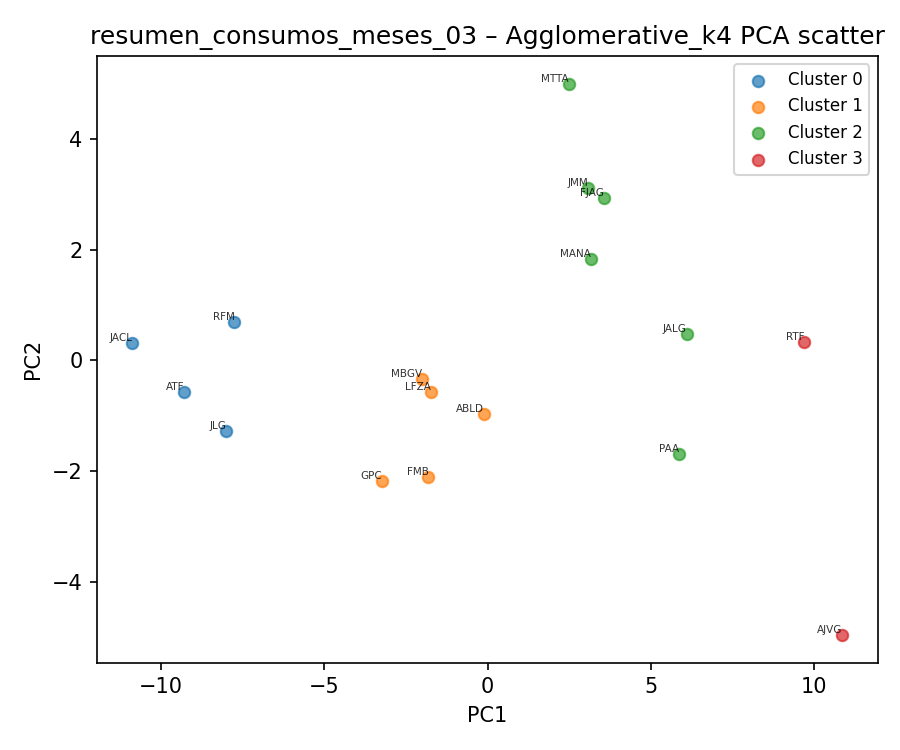 resumen_consumos_meses_03 – Agglomerative_k4 PCA scatter
Cluster 0
Cluster 1
Cluster 2
Cluster 3
MTTA
JMM
FJAG
MANA
RFM
JACL
JALG
RTF
ATF
MBGV
LFZA
ABLD
JLG
PAA
GPC
FMB
AJVG
4
2
0
−2
−4
PC2
−10
−5
0
5
10
PC1